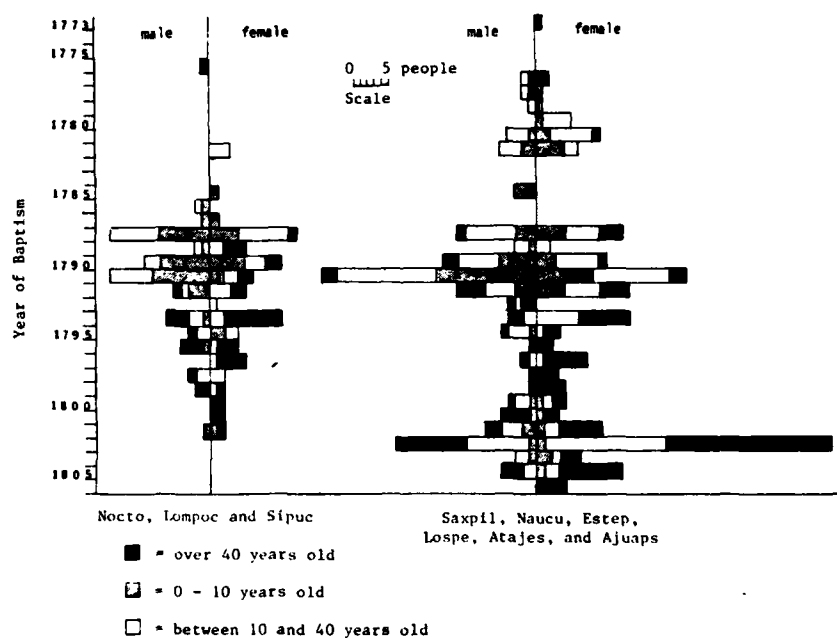 1773
male female male female
1775
0 5 people
Scale
1780
1785
Year of Baptism
1790
1795
1800
1805
Nocto, Lompoc and Sipuc
Saxpil, Naucu, Estep,
Lospe, Atajes, and Ajuaps
= over 40 years old
= 0 - 10 years old
= between 10 and 40 years old